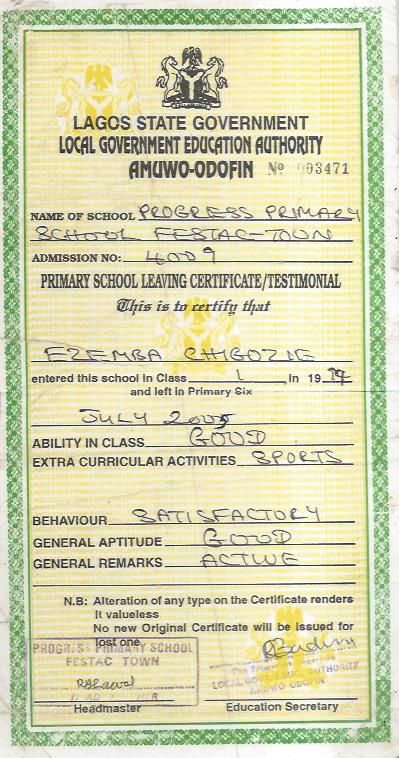 LAGOS STATE GOVERNMENT
LOCAL GOVERNMENT EDUCATION AUTHORITY
AMUWO-ODOFIN No 003471
NAME OF SCHOOL PROGRESS PRIMARY
SCHOOL FESTAC-TOWN
ADMISSION NO: 4009
PRIMARY SCHOOL LEAVING CERTIFICATE/TESTIMONIAL
This is to certify that
EZEMBA CHIGOZIE
entered this school in Class 1 in 19
and left in Primary Six
JULY 2005
ABILITY IN CLASS GOOD
EXTRA CURRICULAR ACTIVITIES SPORTS
BEHAVIOUR SATISFACTORY
GENERAL APTITUDE GOOD
GENERAL REMARKS ACTIVE
N.B: Alteration of any type on the Certificate renders
it valueless
No new Original Certificate will be issued for
lost one
PROGRESS PRIMARY SCHOOL
FESTAC TOWN
LOCAL GOVERNMENT EDUCATION AUTHORITY
AMUWO ODOFIN
Headmaster Education Secretary